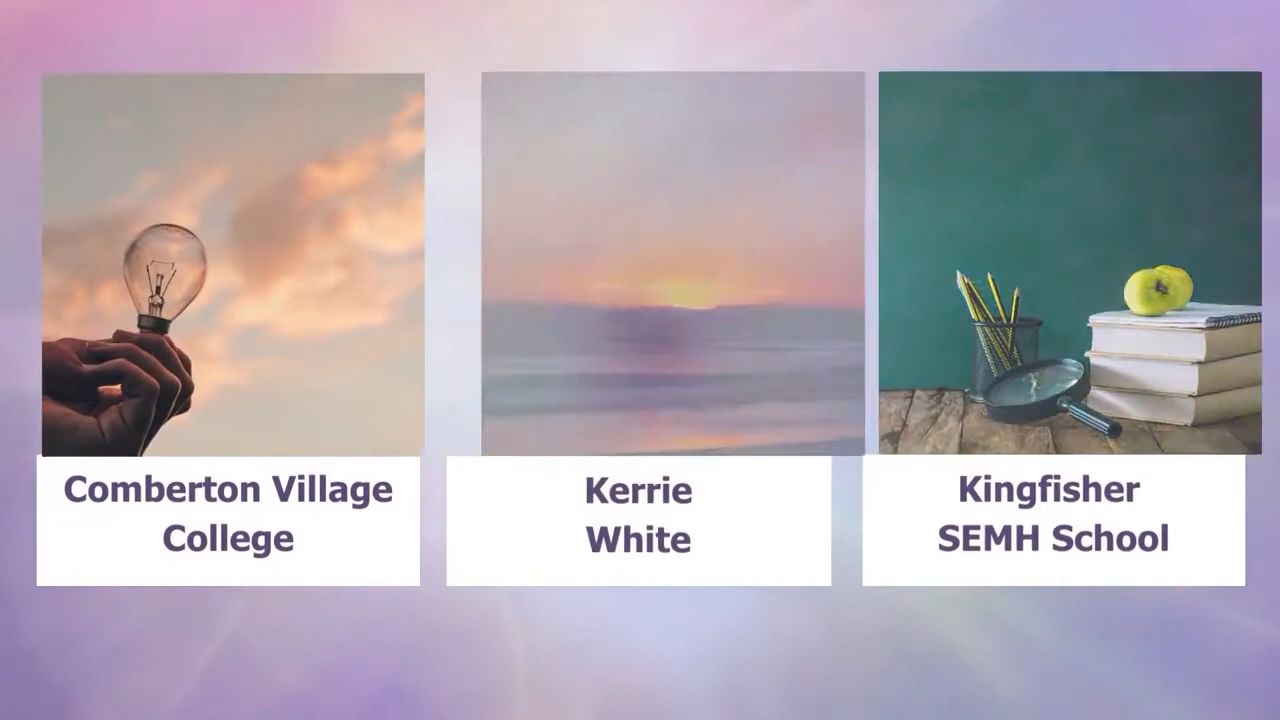 Comberton Village
College
Kerrie
White
Kingfisher
SEMH School